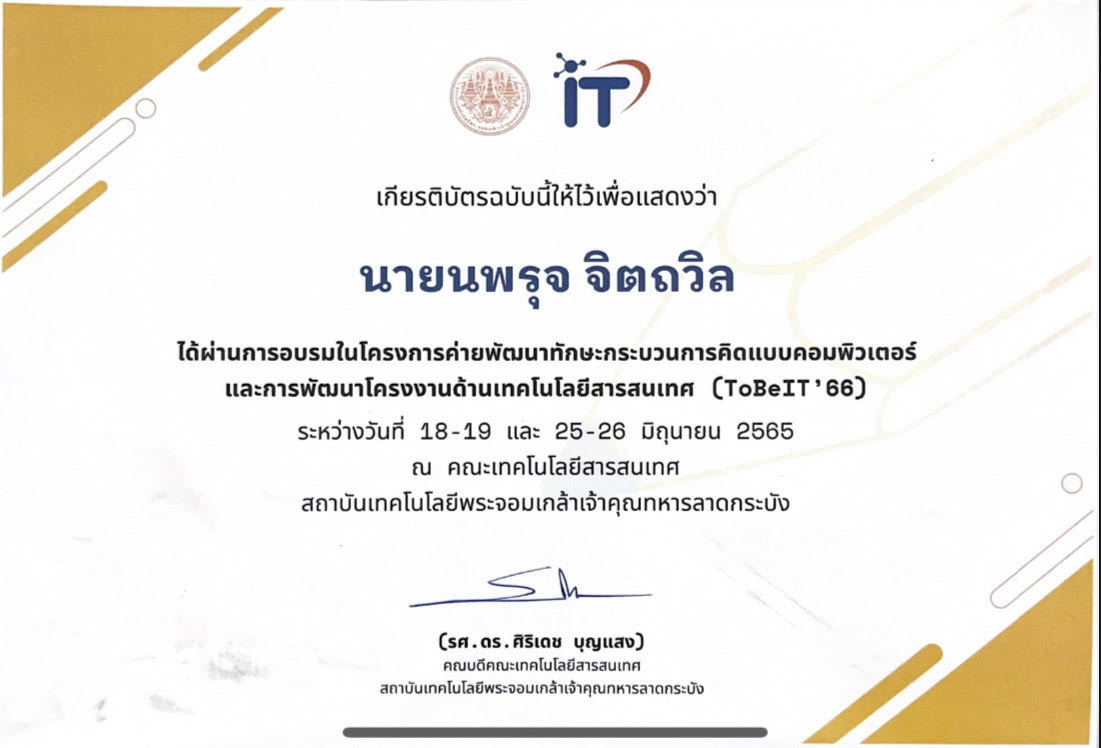 iT
เกียรติบัตรฉบับนี้ให้ไว้เพื่อแสดงว่า
นายนพรุจ จิตถวิล
ได้ผ่านการอบรมในโครงการค่ายพัฒนาทักษะกระบวนการคิดแบบคอมพิวเตอร์
และการพัฒนาโครงงานด้านเทคโนโลยีสารสนเทศ (ToBeIT’66)
ระหว่างวันที่ 18-19 และ 25-26 มิถุนายน 2565
ณ คณะเทคโนโลยีสารสนเทศ
สถาบันเทคโนโลยีพระจอมเกล้าเจ้าคุณทหารลาดกระบัง
(รศ.ดร.ศิริเดช บุญแสง)
คณบดีคณะเทคโนโลยีสารสนเทศ
สถาบันเทคโนโลยีพระจอมเกล้าเจ้าคุณทหารลาดกระบัง